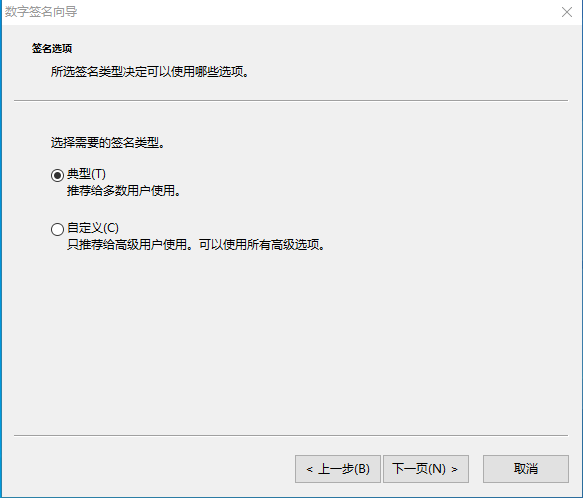 数字签名向导
签名选项
所选签名类型决定可以使用哪些选项。
选择需要的签名类型。
典型(T)
推荐给多数用户使用。
自定义(C)
只推荐给高级用户使用。可以使用所有高级选项。
< 上一步(B) 下一页(N) > 取消